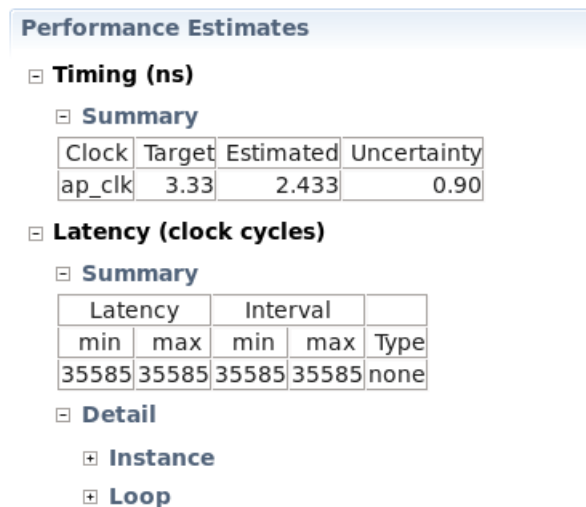 Performance Estimates
Timing (ns)
Summary
Clock Target Estimated Uncertainty
ap_clk 3.33 2.433 0.90
Latency (clock cycles)
Summary
Latency Interval
min max min max Type
35585 35585 35585 35585 none
Detail
Instance
Loop